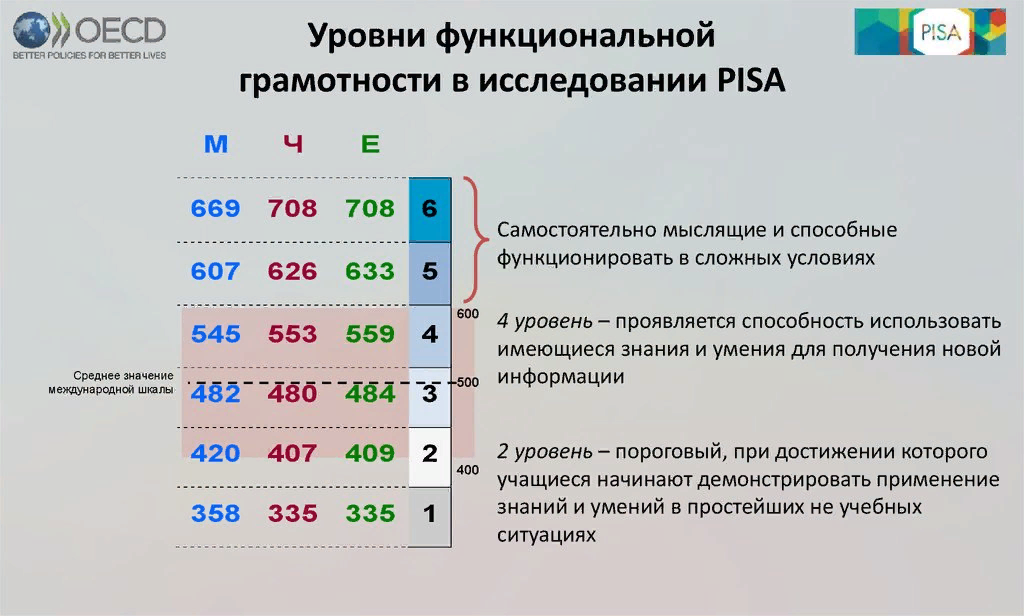 OECD
BETTER POLICIES FOR BETTER LIVES
Уровни функциональной
грамотности в исследовании PISA
PISA
М Ч Е
669 708 708 6
607 626 633 5
Самостоятельно мыслящие и способные
функционировать в сложных условиях
600
545 553 559 4
4 уровень – проявляется способность использовать
имеющиеся знания и умения для получения новой
информации
Среднее значение
международной шкалы
500
482 480 484 3
420 407 409 2
400
2 уровень – пороговый, при достижении которого
учащиеся начинают демонстрировать применение
знаний и умений в простейших не учебных
ситуациях
358 335 335 1